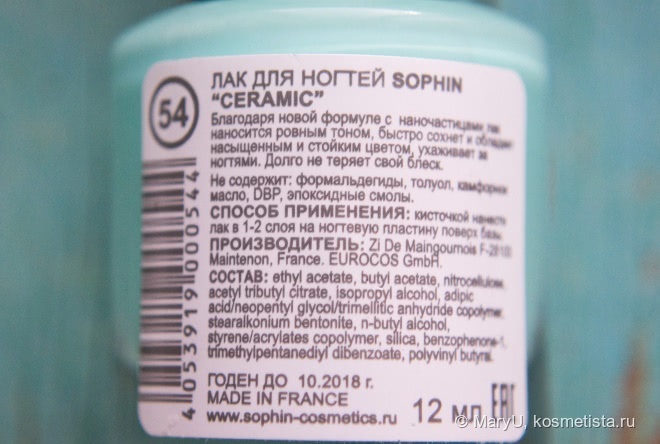 54
ЛАК ДЛЯ НОГТЕЙ SOPHIN
“CERAMIC”
Благодаря новой формуле с наночастицами, лак
наносится ровным тоном, быстро сохнет и обладает
насыщенным и стойким цветом, ухаживает за
ногтями. Долго не теряет свой блеск.
Не содержит: формальдегиды, толуол, камфорное
масло, DBP, эпоксидные смолы.
СПОСОБ ПРИМЕНЕНИЯ: кисточкой нанести
лак в 1-2 слоя на ногтевую пластину поверх базы.
ПРОИЗВОДИТЕЛЬ: Zi De Maingournois F-28130
Maintenon, France. EUROCOS GmbH.
СОСТАВ: ethyl acetate, butyl acetate, nitrocellulose,
acetyl tributyl citrate, isopropyl alcohol, adipic
acid/neopentyl glycol/trimellitic anhydride copolymer,
stearalkonium bentonite, n-butyl alcohol,
styrene/acrylates copolymer, silica, benzophenone-1,
trimethylpentanediyl dibenzoate, polyvinyl butyral.
ГОДЕН ДО 10.2018 г.
MADE IN FRANCE
www.sophin-cosmetics.ru
12 мл
EAC
4 053919 000544
© MaryU, kosmetista.ru